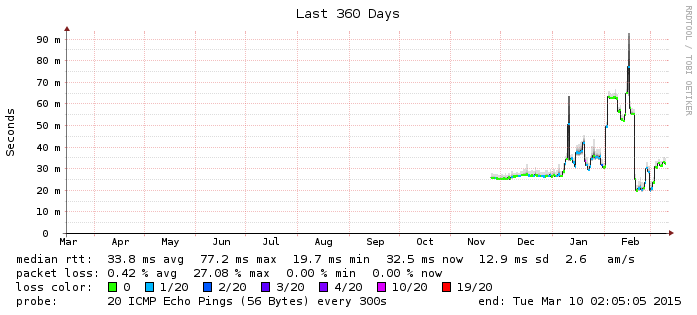 Last 360 Days
RRDTOOL / TOBI OETIKER
Seconds
90 m
80 m
70 m
60 m
50 m
40 m
30 m
20 m
10 m
0
Mar Apr May Jun Jul Aug Sep Oct Nov Dec Jan Feb
median rtt: 33.8 ms avg 77.2 ms max 19.7 ms min 32.5 ms now 12.9 ms sd 2.6 am/s
packet loss: 0.42 % avg 27.08 % max 0.00 % min 0.00 % now
loss color: 0 1/20 2/20 3/20 4/20 10/20 19/20
probe: 20 ICMP Echo Pings (56 Bytes) every 300s end: Tue Mar 10 02:05:05 2015